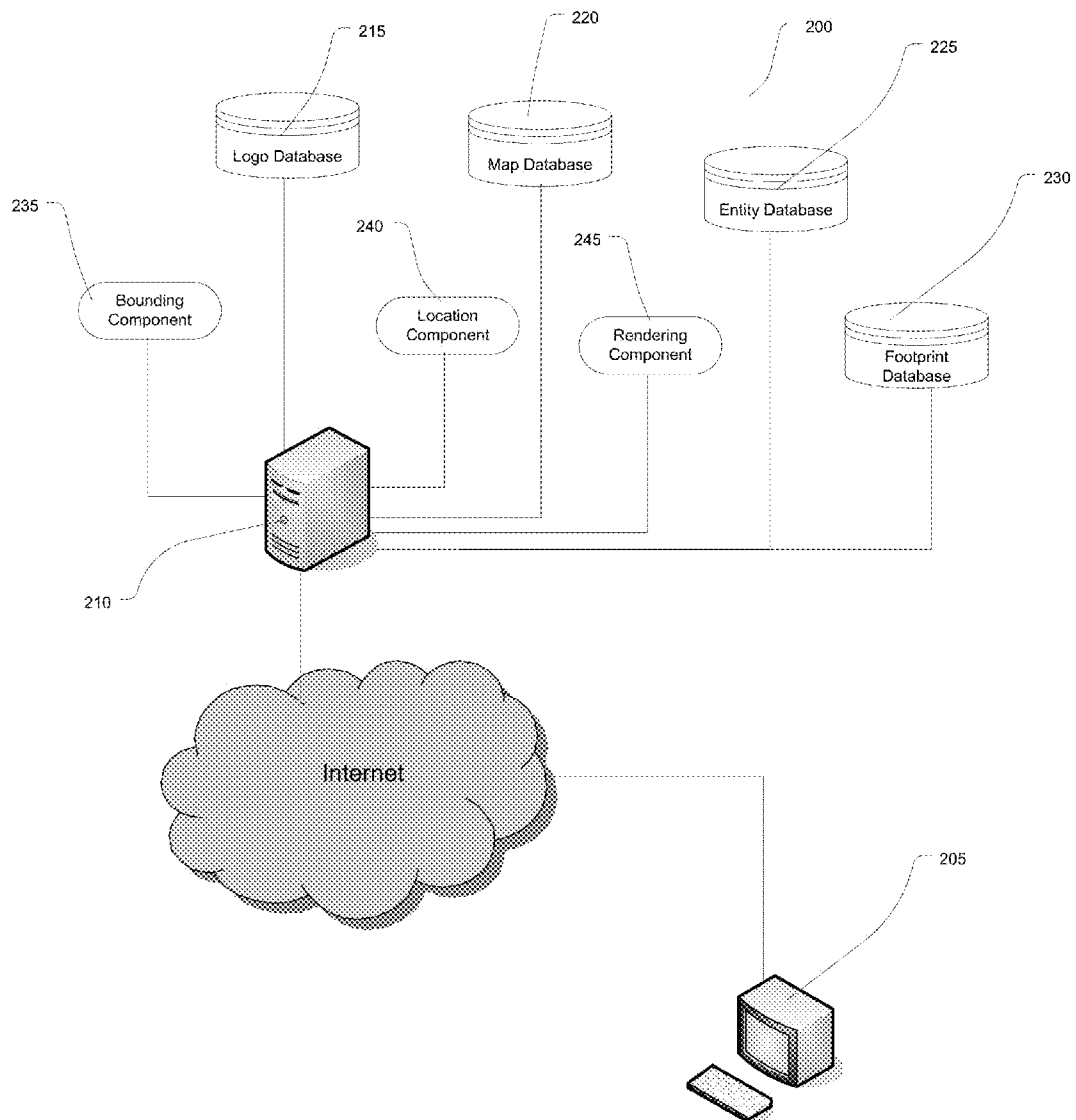 220
200
215
225
Logo Database
Map Database
230
Entity Database
235
240
245
Bounding
Component
Location
Component
Rendering
Component
Footprint
Database
210
Internet
205